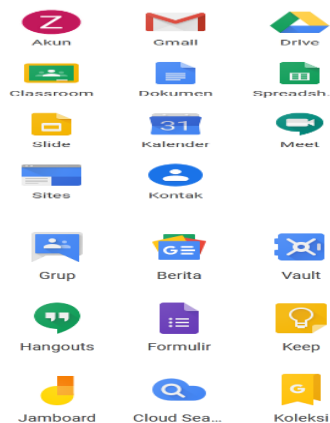 Z
Akun Gmail Drive
Classroom Dokumen Spreadsh...
31
Slide Kalender Meet
Sites Kontak
G
Grup Berita Vault
Hangouts Formulir Keep
G
Jamboard Cloud Sea... Koleksi